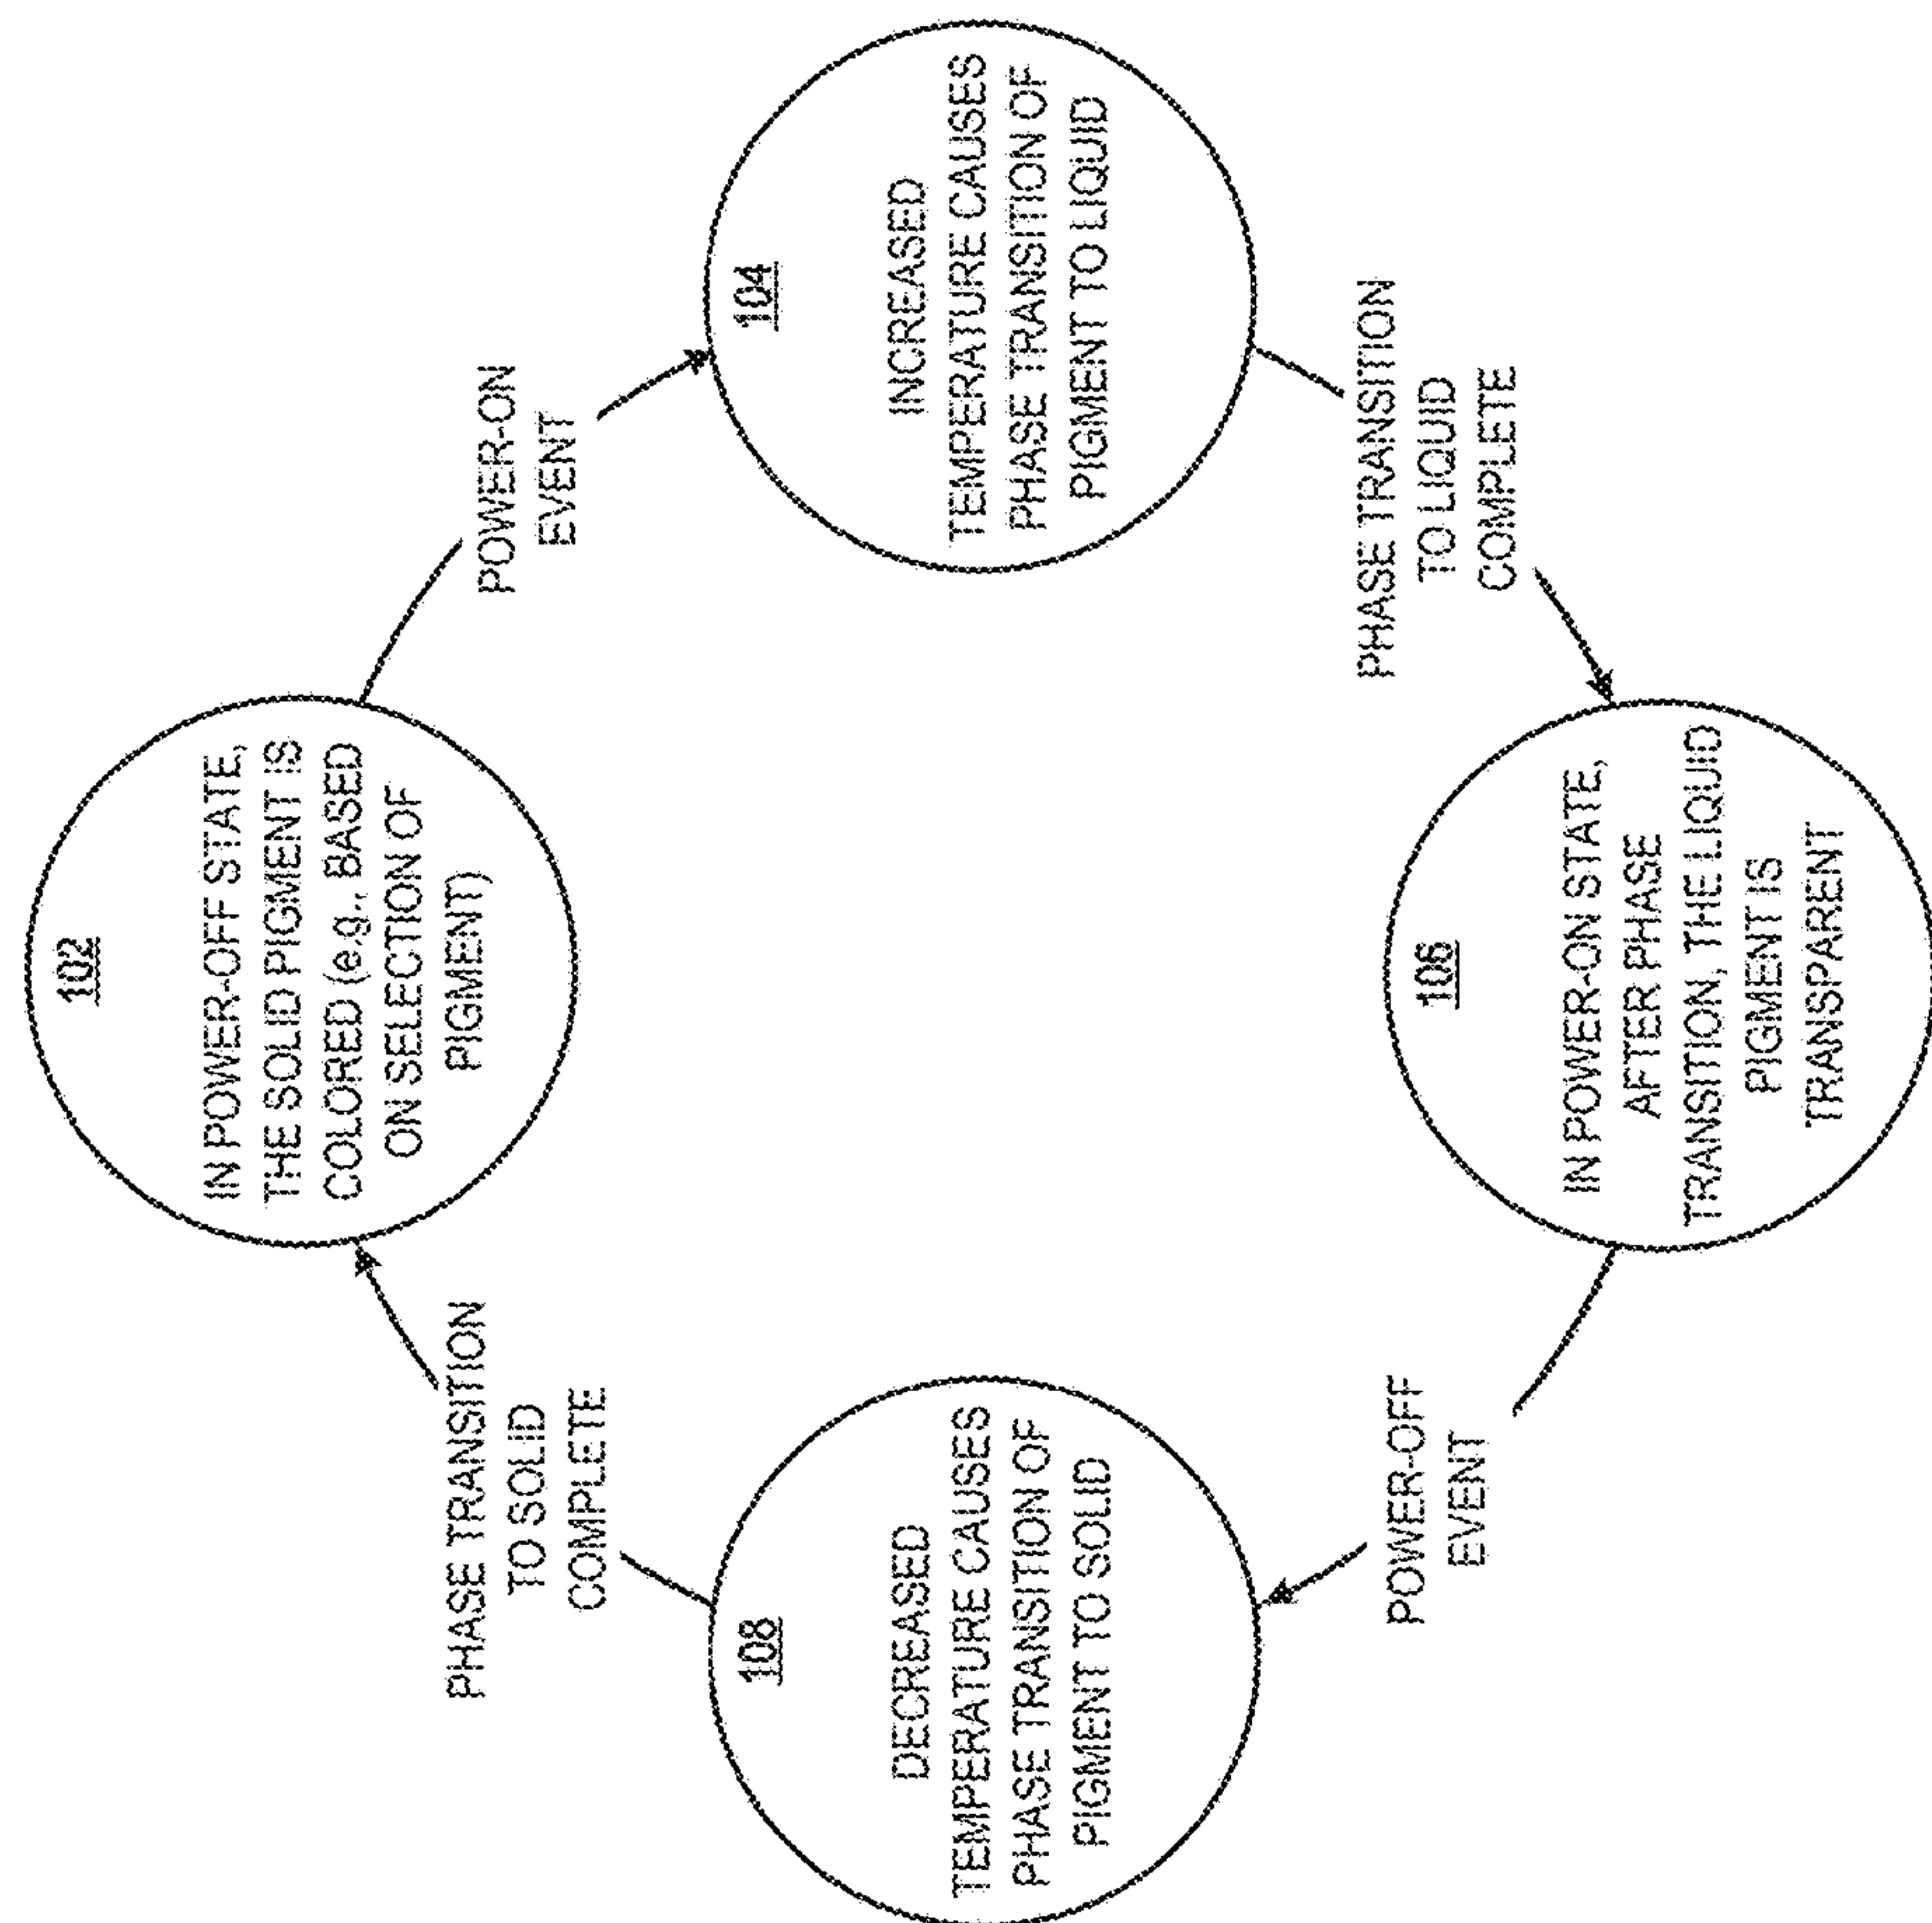 102
IN POWER-OFF STATE,
THE SOLID PIGMENT IS
COLORED (e.g., BASED
ON SELECTION OF
PIGMENT)
POWER-ON
EVENT
104
INCREASED
TEMPERATURE CAUSES
PHASE TRANSITION OF
PIGMENT TO LIQUID
PHASE TRANSITION
TO LIQUID
COMPLETE
106
IN POWER-ON STATE,
AFTER PHASE
TRANSITION, THE LIQUID
PIGMENT IS
TRANSPARENT
POWER-OFF
EVENT
108
DECREASED
TEMPERATURE CAUSES
PHASE TRANSITION OF
PIGMENT TO SOLID
PHASE TRANSITION
TO SOLID
COMPLETE